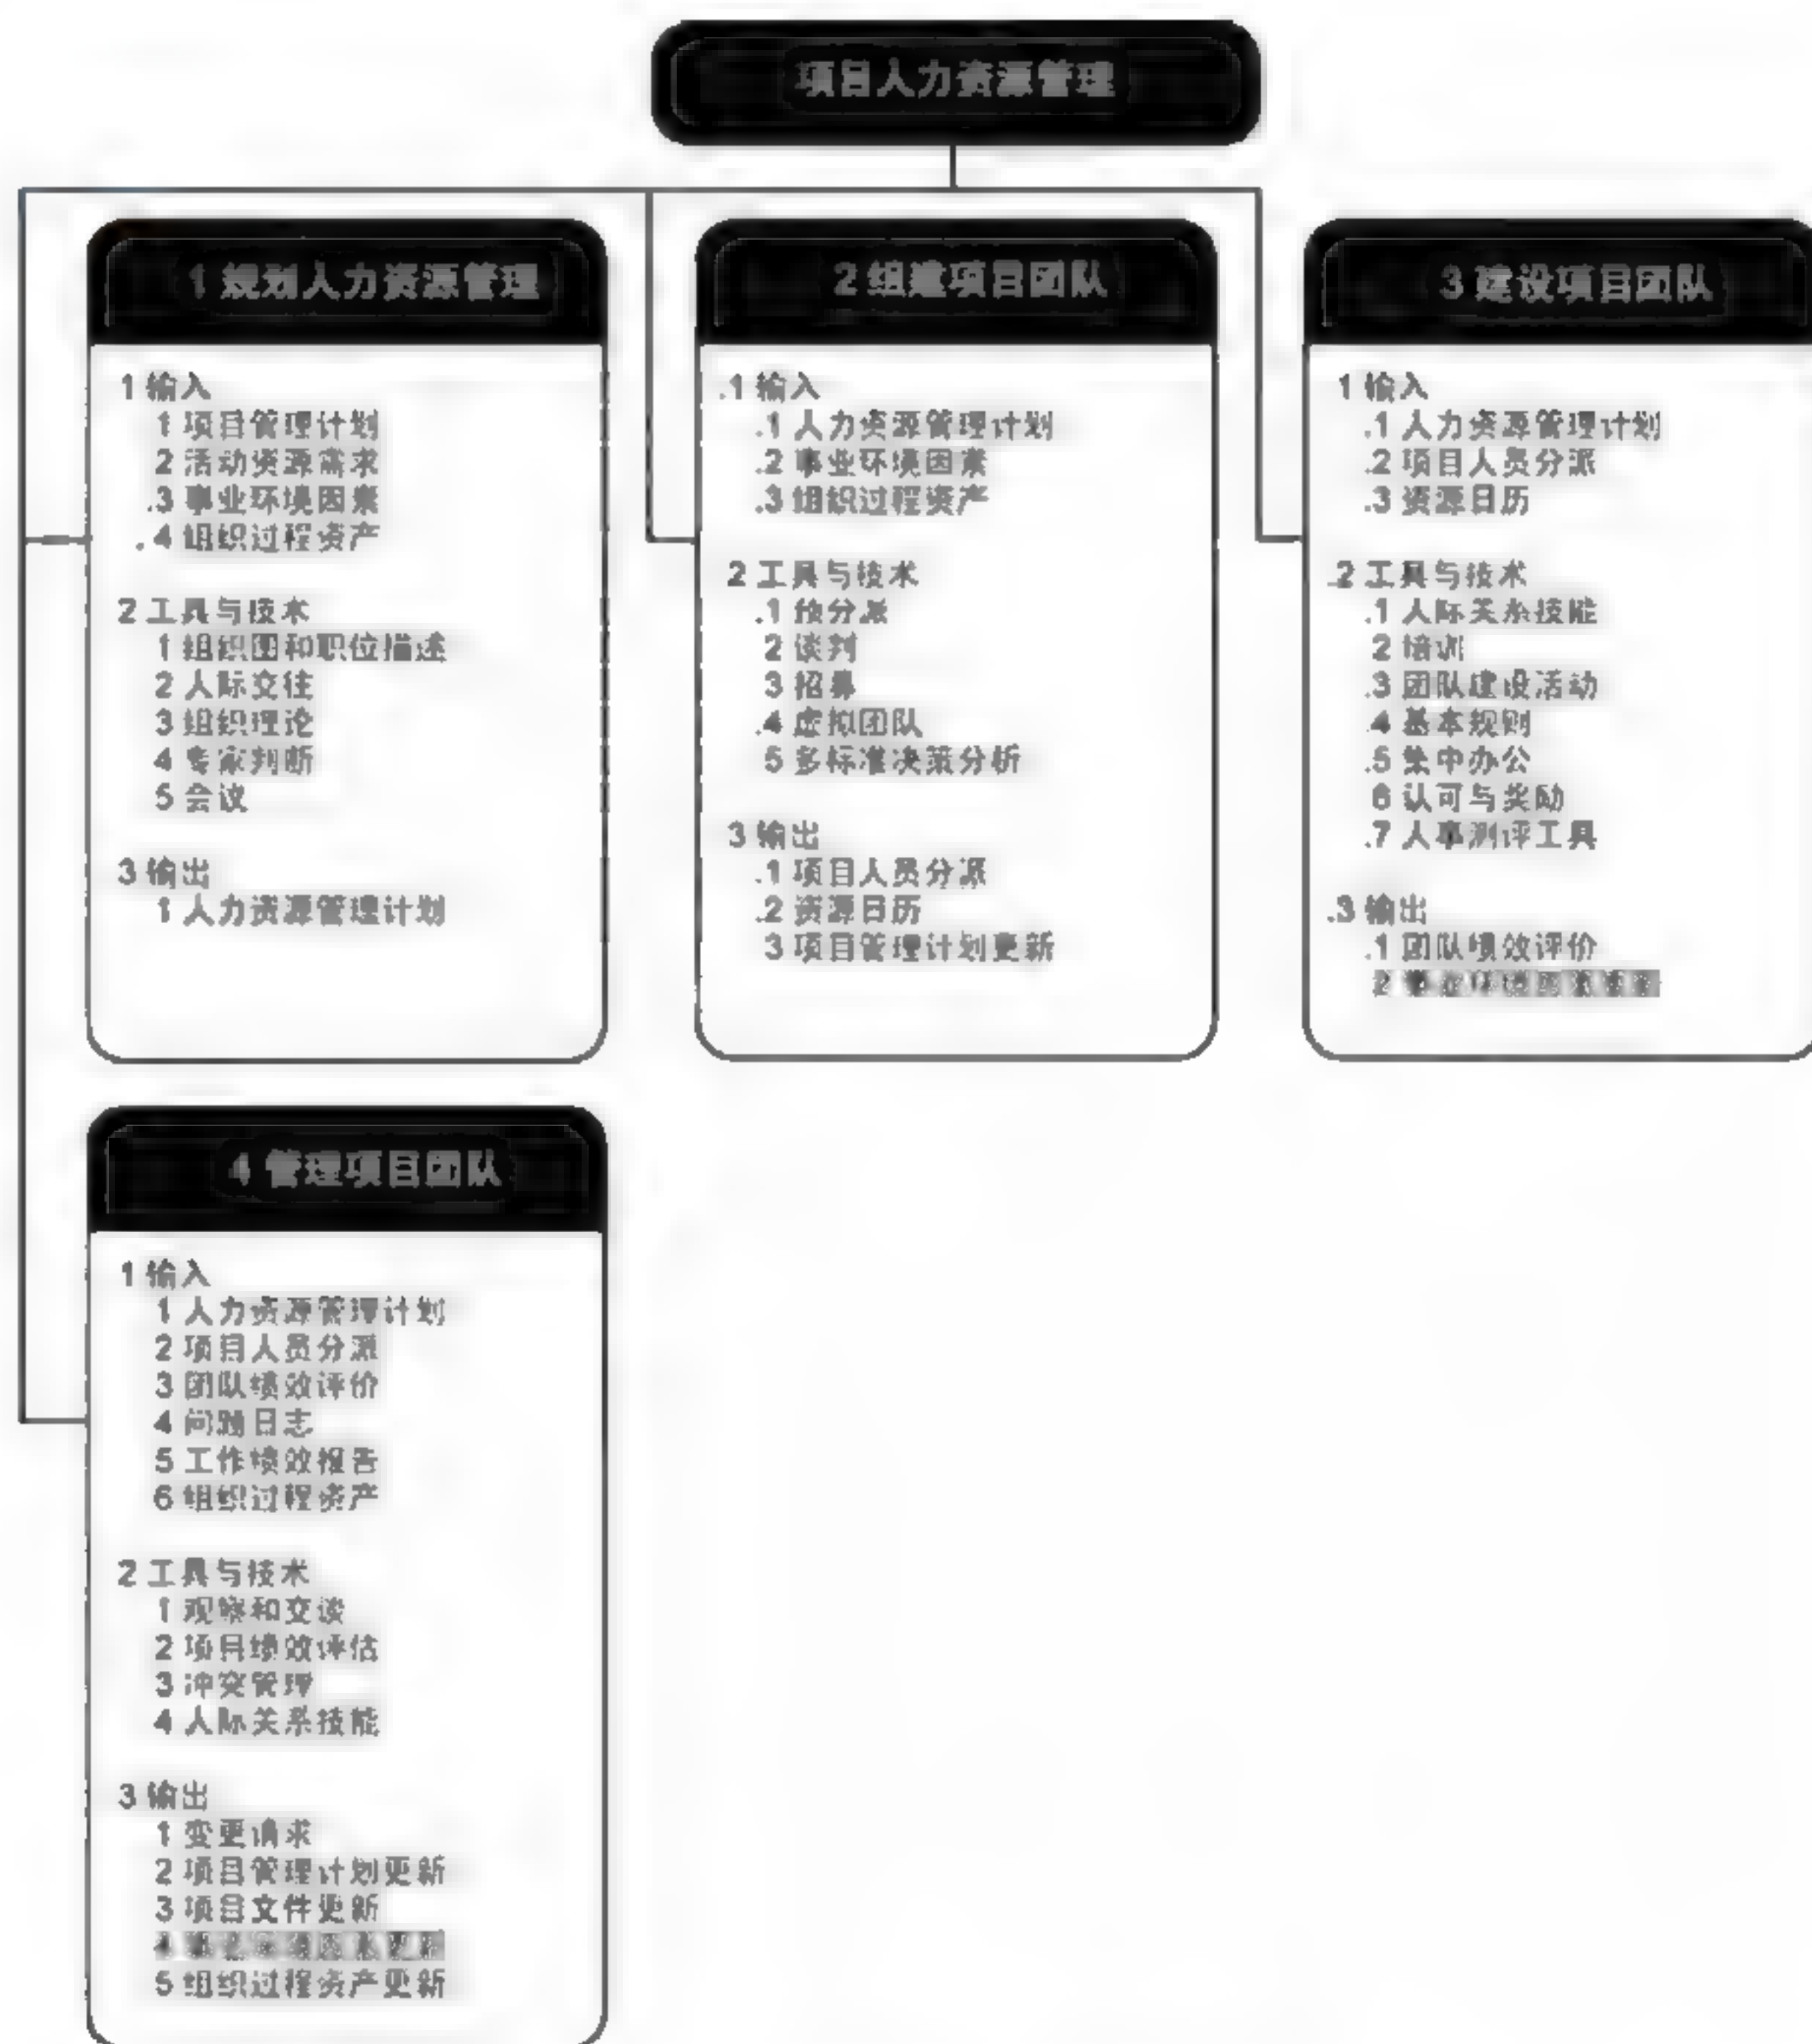 项目人力资源管理
1 规划人力资源管理
1 输入
1 项目管理计划
2 活动资源需求
.3 事业环境因素
. 4 组织过程资产
2 工具与技术
1 组织图和职位描述
2 人际交往
3 组织理论
4 专家判断
5 会议
3 输出
1 人力资源管理计划
2 组建项目团队
.1 输入
.1 人力资源管理计划
.2 事业环境因素
.3 组织过程资产
2 工具与技术
.1 预分派
2 谈判
3 招募
.4 虚拟团队
5 多标准决策分析
3 输出
.1 项目人员分派
.2 资源日历
3 项目管理计划更新
3 建设项目团队
1 输入
.1 人力资源管理计划
.2 项目人员分派
.3 资源日历
.2 工具与技术
.1 人际关系技能
2 培训
.3 团队建设活动
.4 基本规则
.5 集中办公
6 认可与奖励
.7 人事测评工具
.3 输出
.1 团队绩效评价
2 事业环境因素更新
4 管理项目团队
1 输入
1 人力资源管理计划
2 项目人员分派
3 团队绩效评价
4 问题日志
5 工作绩效报告
6 组织过程资产
2 工具与技术
1 观察和交谈
2 项目绩效评估
3 冲突管理
4 人际关系技能
3 输出
1 变更请求
2 项目管理计划更新
3 项目文件更新
4 事业环境因素更新
5 组织过程资产更新